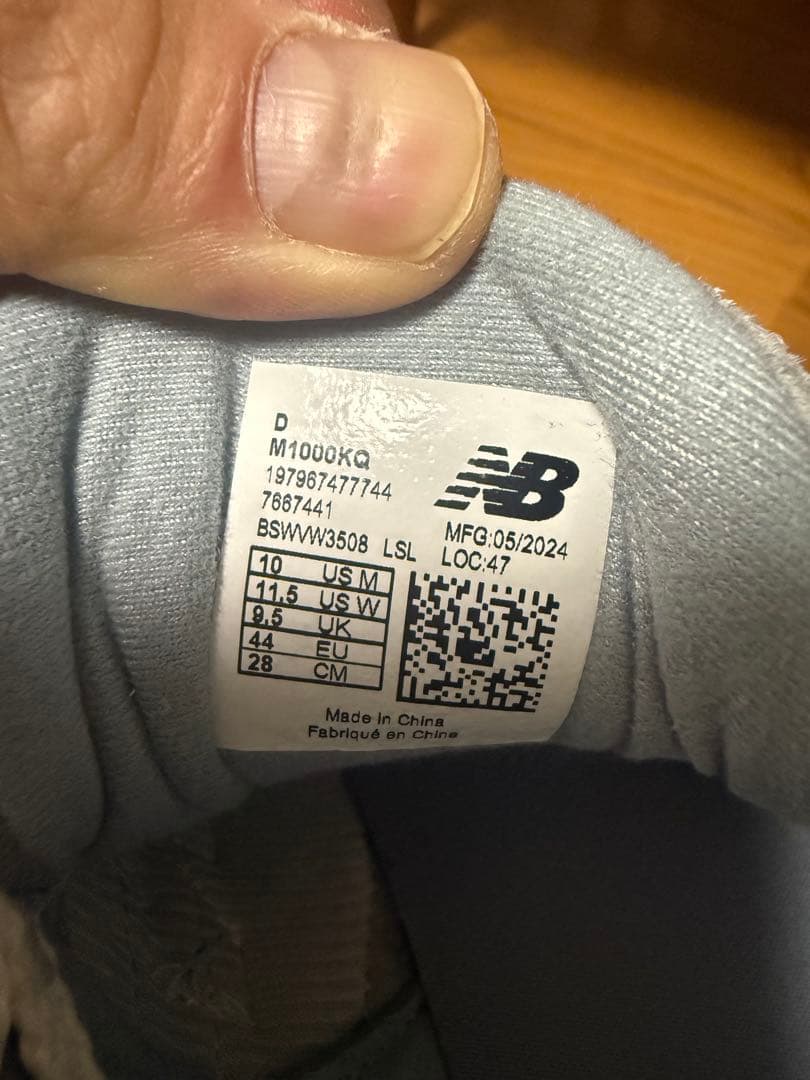 D
M1000KQ
197967477744
7667441
BSWVW3508 LSL
NB
MFG:05/2024
LOC:47
10 US M
11.5 US W
9.5 UK
44 EU
28 CM
Made in China
Fabriqué en Chine